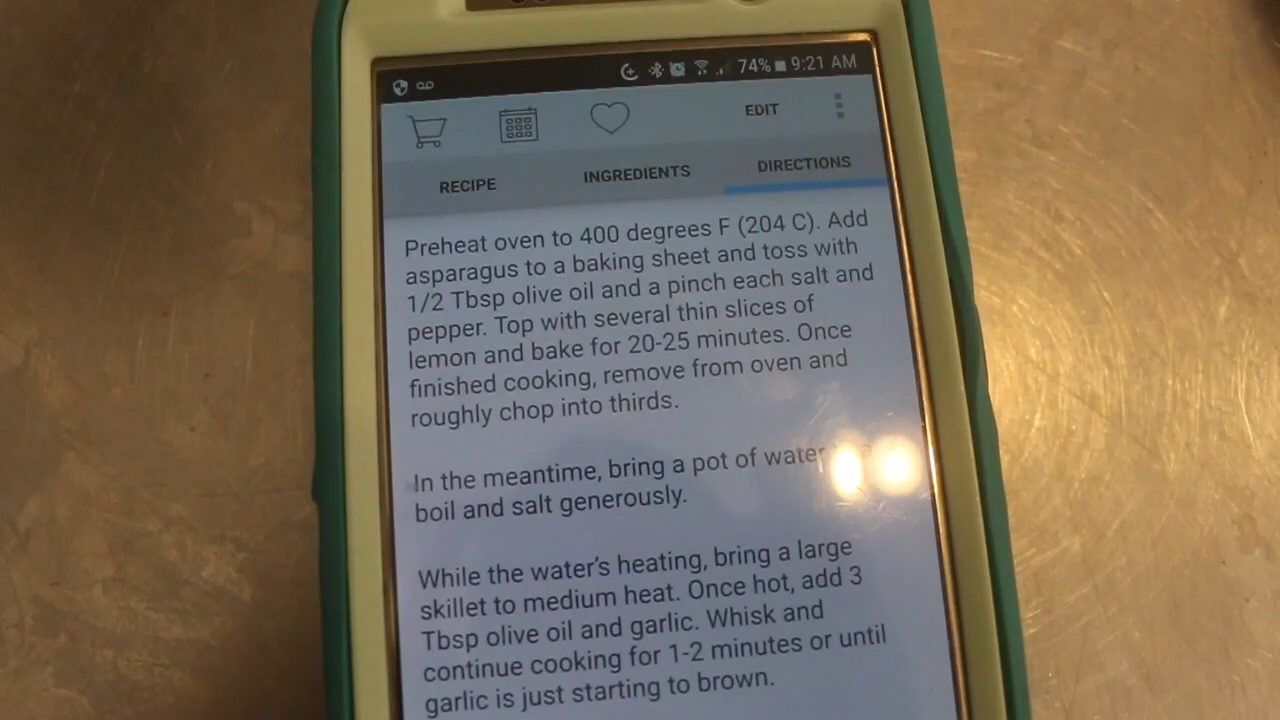 74% 9:21 AM
EDIT
RECIPE INGREDIENTS DIRECTIONS
Preheat oven to 400 degrees F (204 C). Add
asparagus to a baking sheet and toss with
1/2 Tbsp olive oil and a pinch each salt and
pepper. Top with several thin slices of
lemon and bake for 20-25 minutes. Once
finished cooking, remove from oven and
roughly chop into thirds.
In the meantime, bring a pot of water
boil and salt generously.
While the water's heating, bring a large
skillet to medium heat. Once hot, add 3
Tbsp olive oil and garlic. Whisk and
continue cooking for 1-2 minutes or until
garlic is just starting to brown.